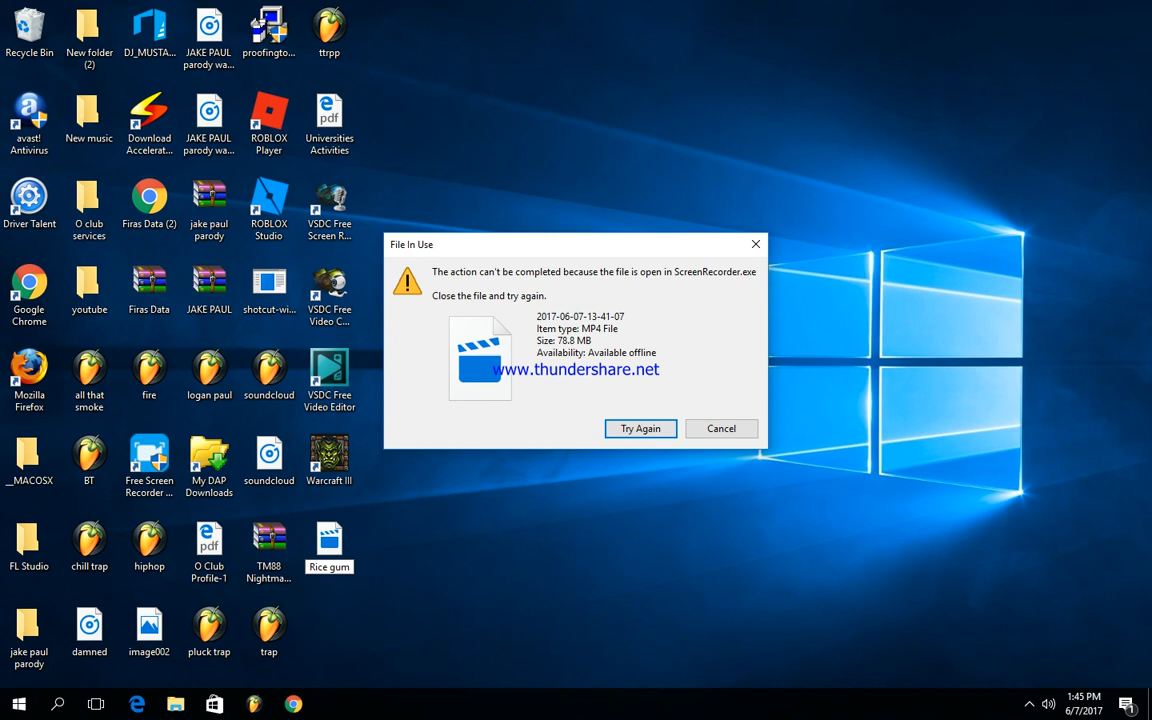 Recycle Bin
New folder
(2)
DJ_MUSTA...
JAKE PAUL
parody wa...
proofingto...
ttrpp
avast!
Antivirus
New music
Download
Accelerat...
JAKE PAUL
parody wa...
ROBLOX
Player
pdf
Universities
Activities
Driver Talent
O club
services
Firas Data (2)
jake paul
parody
ROBLOX
Studio
VSDC Free
Screen R...
Google
Chrome
youtube
Firas Data
JAKE PAUL
shotcut-wi...
VSDC Free
Video C...
Mozilla
Firefox
all that
smoke
fire
logan paul
soundcloud
VSDC Free
Video Editor
__MACOSX
BT
Free Screen
Recorder ...
My DAP
Downloads
soundcloud
Warcraft III
FL Studio
chill trap
hiphop
pdf
O Club
Profile-1
TM88
Nightma...
Rice gum
jake paul
parody
damned
image002
pluck trap
trap
File In Use
The action can't be completed because the file is open in ScreenRecorder.exe
Close the file and try again.
2017-06-07-13-41-07
Item type: MP4 File
Size: 78.8 MB
Availability: Available offline
www.thundershare.net
Try Again
Cancel
1:45 PM
6/7/2017
1